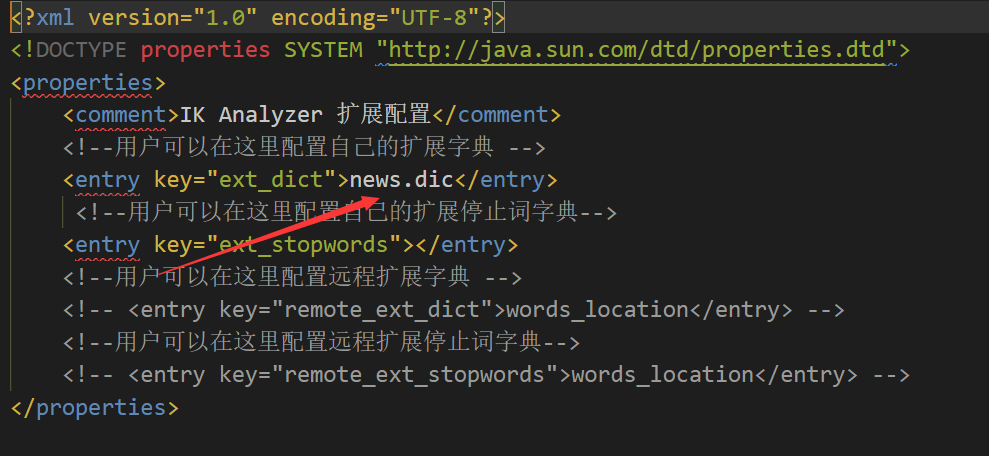 <?xml version="1.0" encoding="UTF-8"?>
<!DOCTYPE properties SYSTEM "http://java.sun.com/dtd/properties.dtd">
<properties>
<comment>IK Analyzer 扩展配置</comment>
<!--用户可以在这里配置自己的扩展字典 -->
<entry key="ext_dict">news.dic</entry>
<!--用户可以在这里配置自己的扩展停止词字典-->
<entry key="ext_stopwords"></entry>
<!--用户可以在这里配置远程扩展字典 -->
<!-- <entry key="remote_ext_dict">words_location</entry> -->
<!--用户可以在这里配置远程扩展停止词字典-->
<!-- <entry key="remote_ext_stopwords">words_location</entry> -->
</properties>